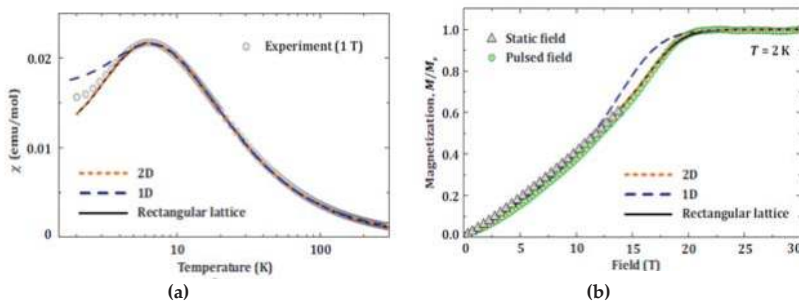 (a)
0.02
0.01
0
χ (emu/mol)
Experiment (1 T)
2D
1D
Rectangular lattice
10
100
Temperature (K)
(a)
(b)
1.0
0.8
0.6
0.4
0.2
0.0
Magnetization, M/Ms
Static field
Pulsed field
T = 2 K
2D
1D
Rectangular lattice
0
5
10
15
20
25
30
Field (T)
(b)